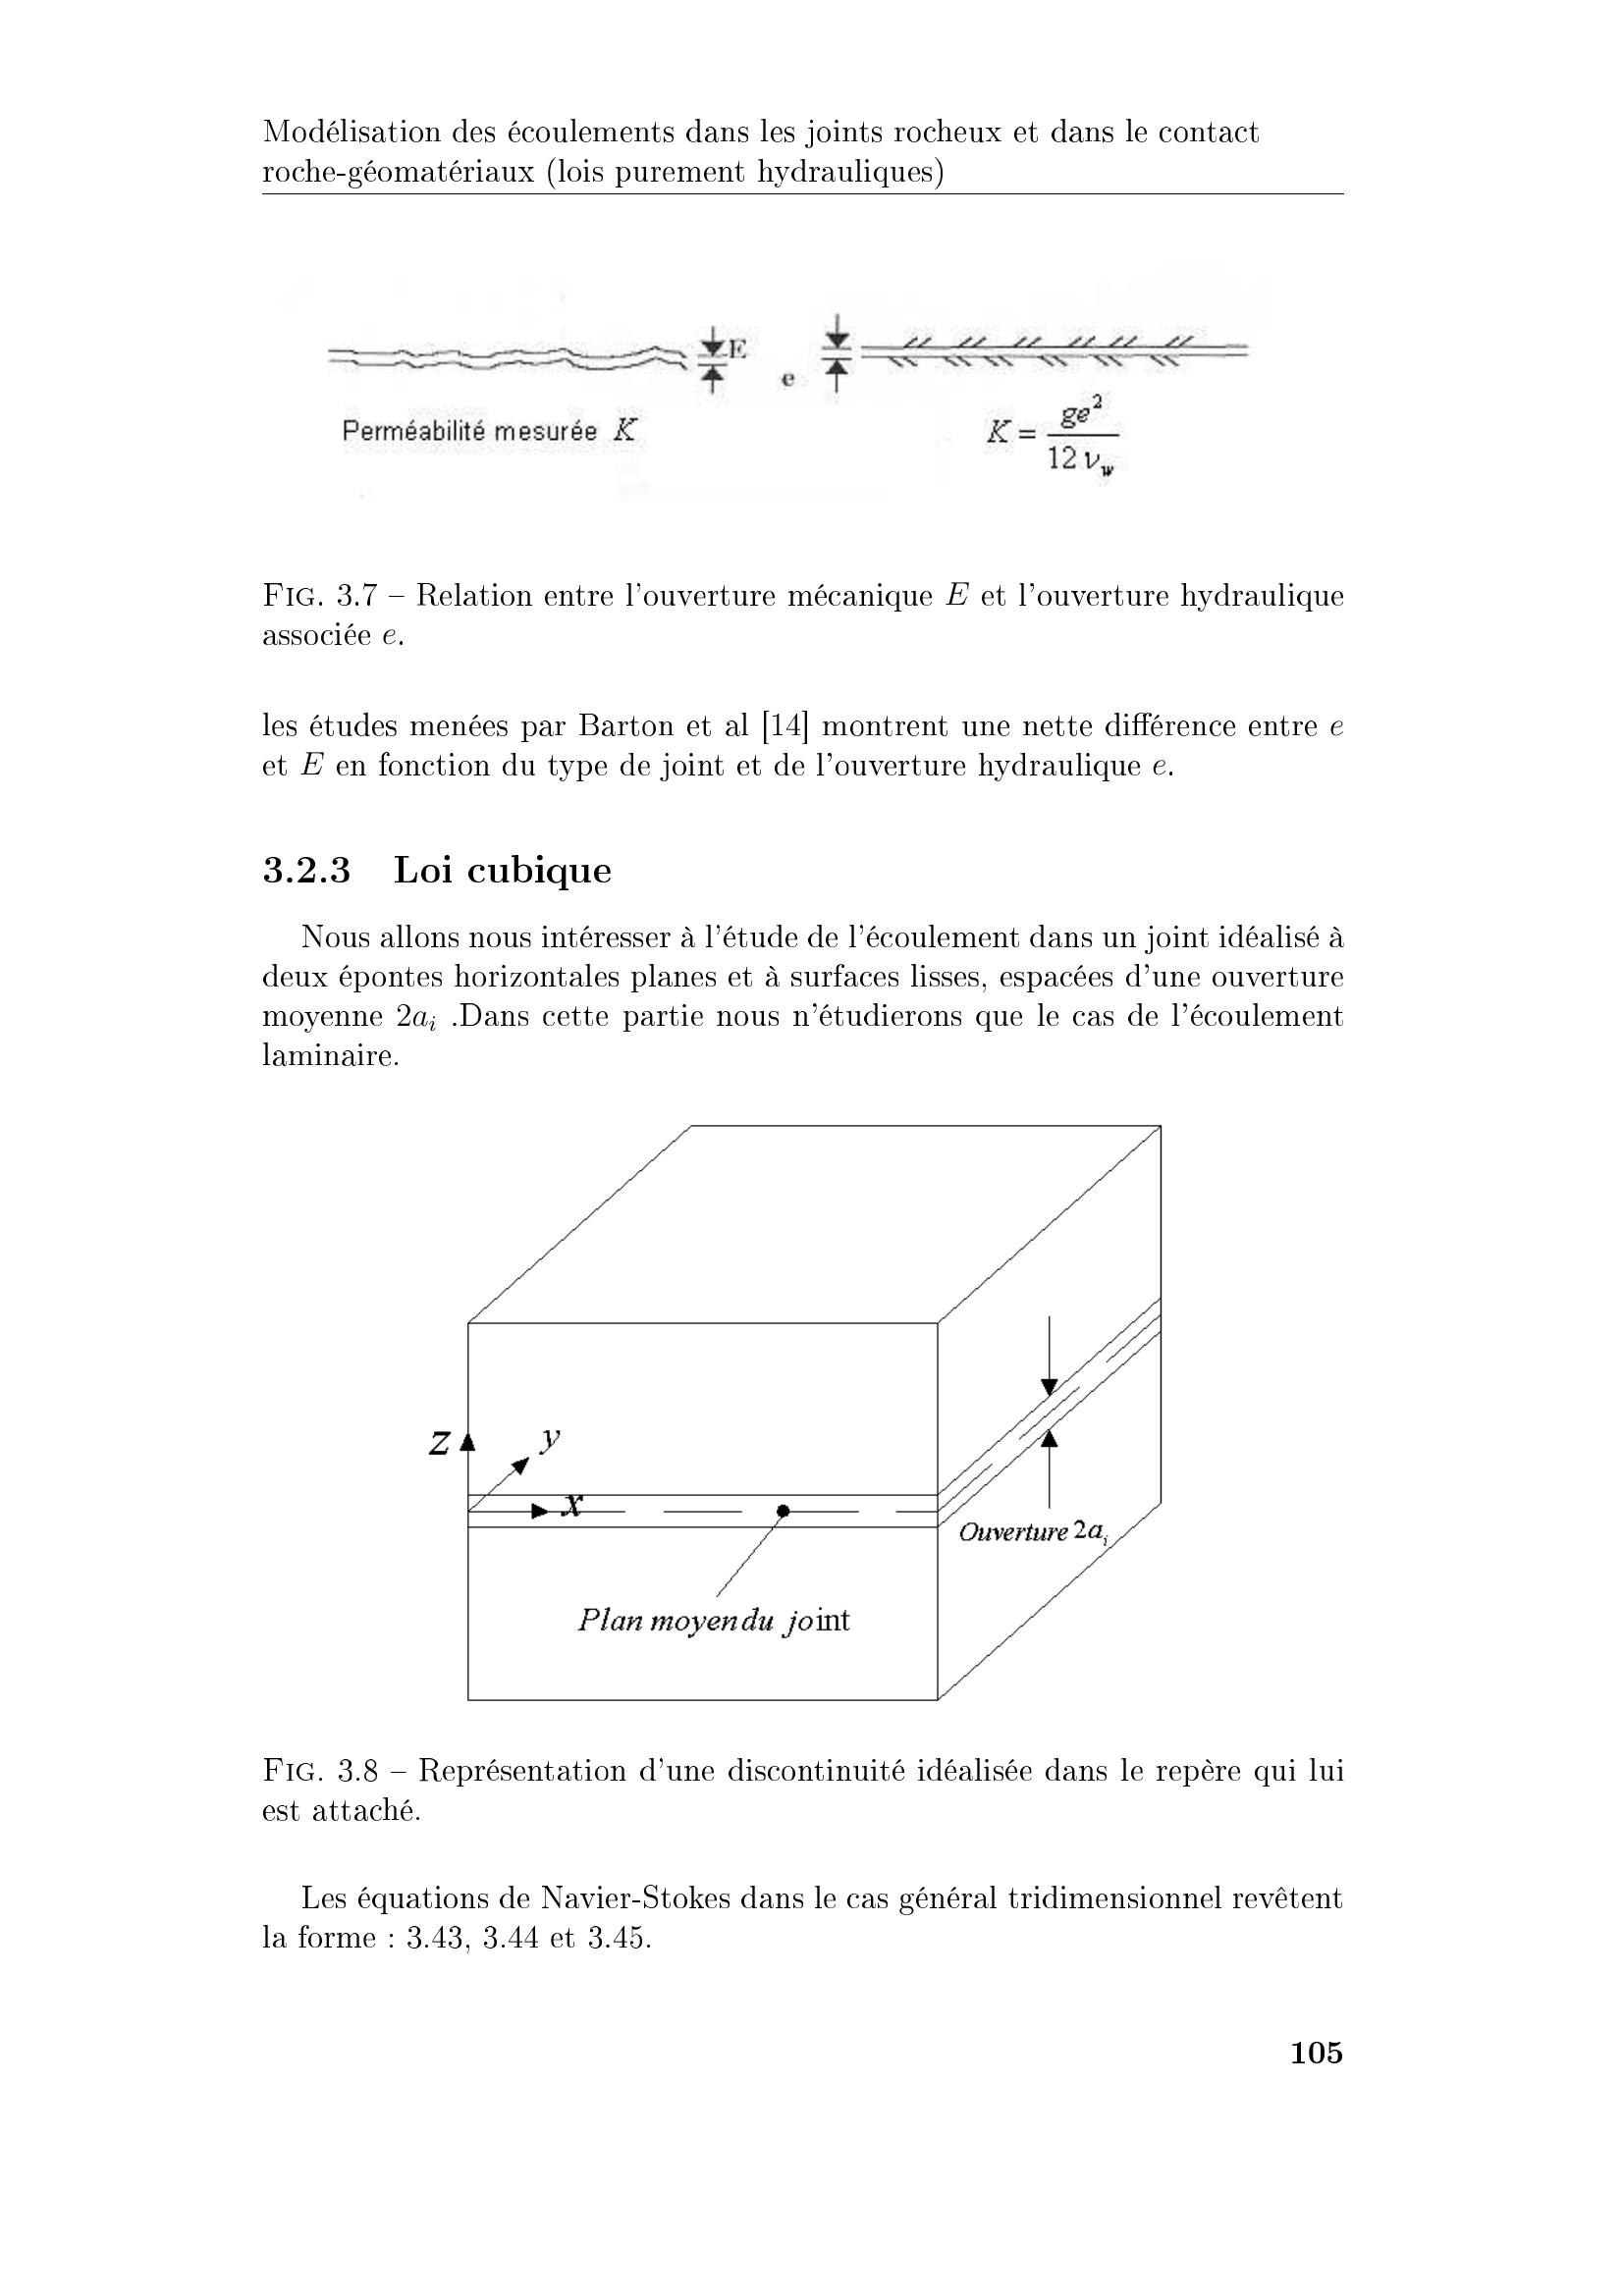 Modélisation des écoulements dans les joints rocheux et dans le contact
roche-géomatériaux (lois purement hydrauliques)
E
e
Perméabilité mesurée K
K = ge²/12 ν_w
FIG. 3.7 – Relation entre l'ouverture mécanique E et l'ouverture hydraulique
associée e.
les études menées par Barton et al [14] montrent une nette différence entre e
et E en fonction du type de joint et de l'ouverture hydraulique e.
3.2.3 Loi cubique
Nous allons nous intéresser à l'étude de l'écoulement dans un joint idéalisé à
deux épontes horizontales planes et à surfaces lisses, espacées d'une ouverture
moyenne 2a_i .Dans cette partie nous n'étudierons que le cas de l'écoulement
laminaire.
z
y
x
Ouverture 2a_i
Plan moyen du joint
FIG. 3.8 – Représentation d'une discontinuité idéalisée dans le repère qui lui
est attaché.
Les équations de Navier-Stokes dans le cas général tridimensionnel revêtent
la forme : 3.43, 3.44 et 3.45.
105